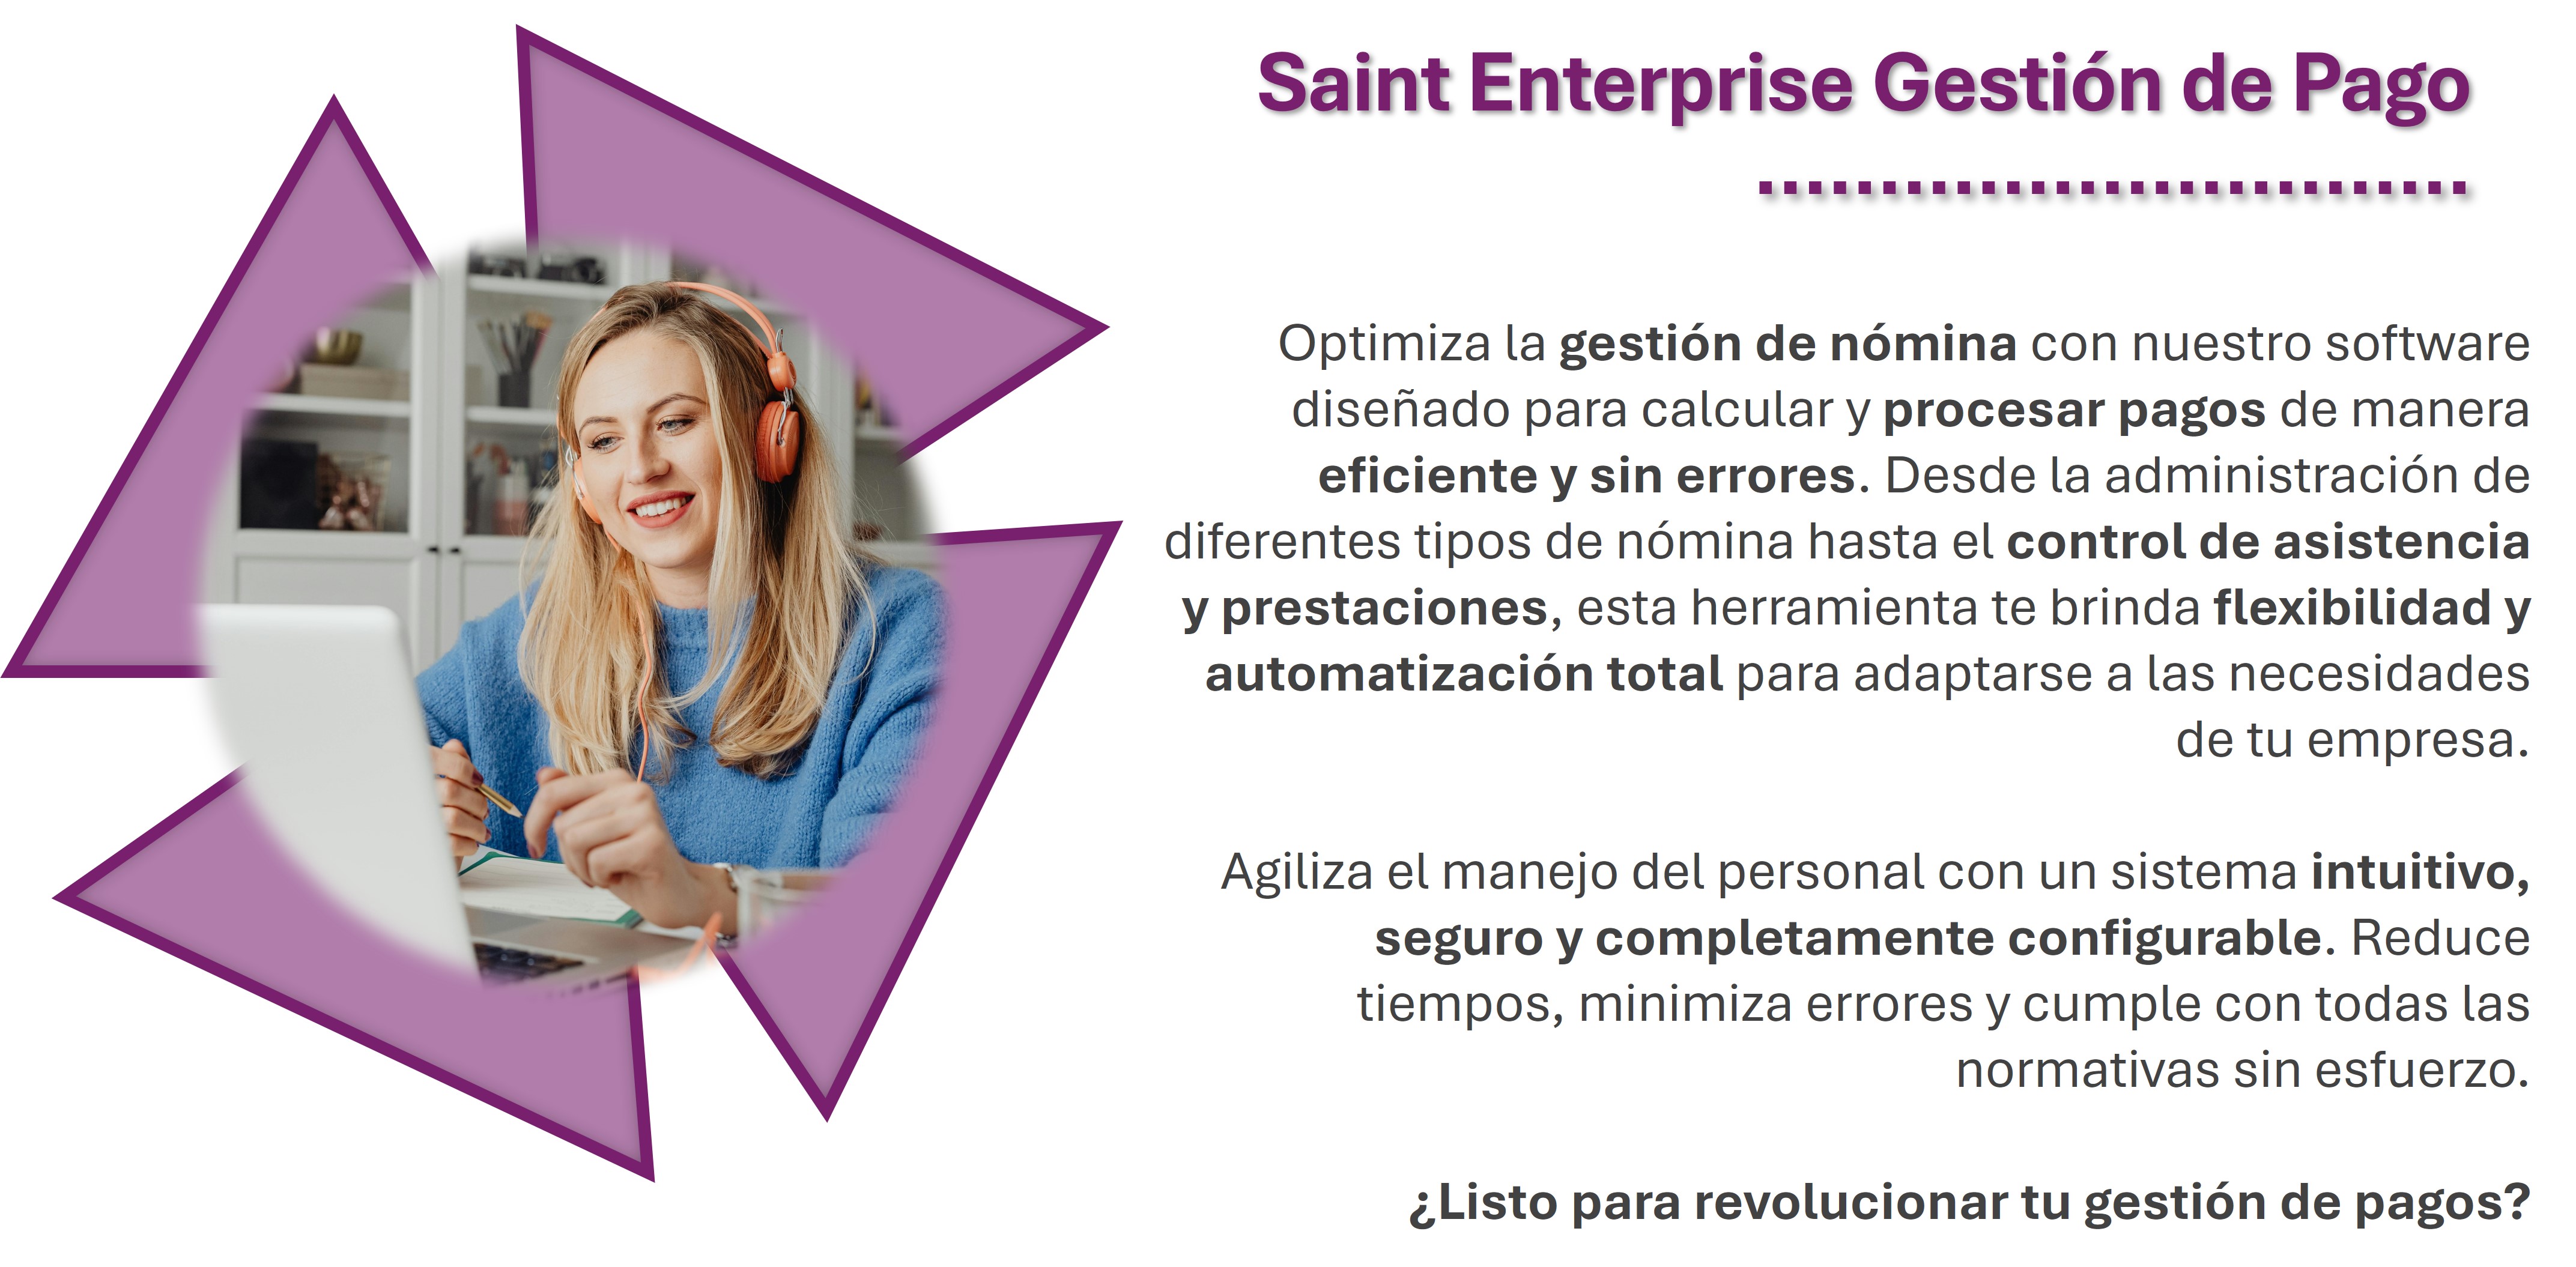 Saint Enterprise Gestión de Pago
Optimiza la gestión de nómina con nuestro software
diseñado para calcular y procesar pagos de manera
eficiente y sin errores. Desde la administración de
diferentes tipos de nómina hasta el control de asistencia
y prestaciones, esta herramienta te brinda flexibilidad y
automatización total para adaptarse a las necesidades
de tu empresa.
Agiliza el manejo del personal con un sistema intuitivo,
seguro y completamente configurable. Reduce
tiempos, minimiza errores y cumple con todas las
normativas sin esfuerzo.
¿Listo para revolucionar tu gestión de pagos?